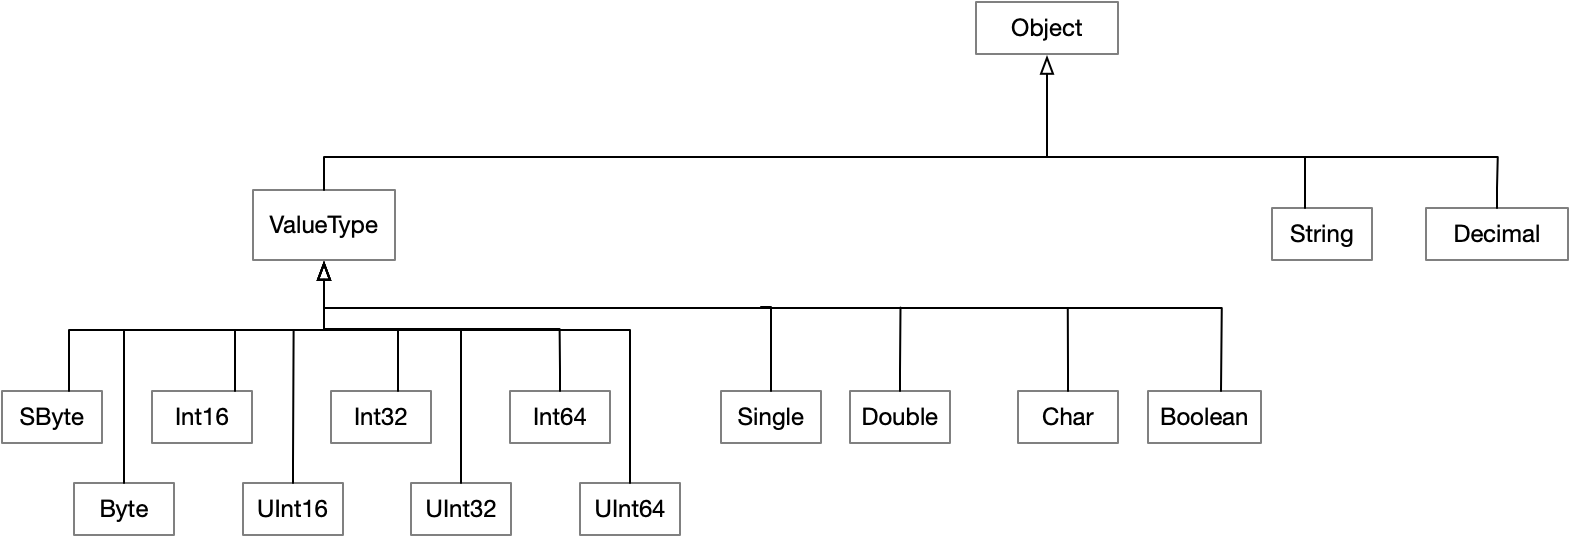 Object
ValueType
String
Decimal
SByte
Int16
Int32
Int64
Single
Double
Char
Boolean
Byte
UInt16
UInt32
UInt64